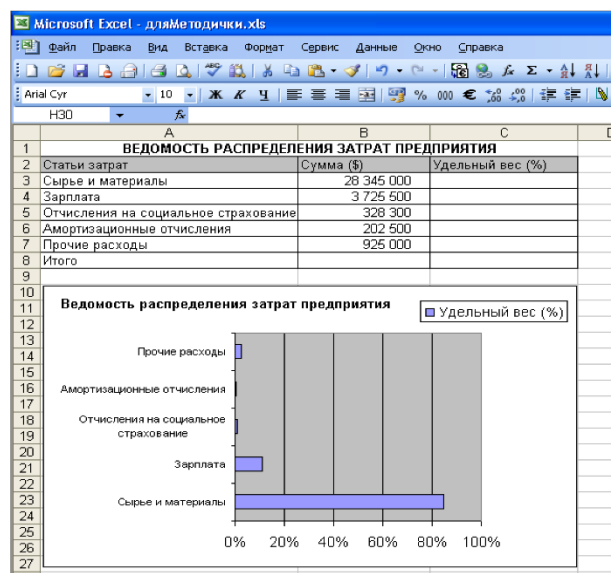 Microsoft Excel - дляМетодички.xls
Файл Правка Вид Вставка Формат Сервис Данные Окно Справка
Arial Cyr 10 Ж К Ч % 000 €
H30 fx
A B C
1 ВЕДОМОСТЬ РАСПРЕДЕЛЕНИЯ ЗАТРАТ ПРЕДПРИЯТИЯ
2 Статьи затрат Сумма ($) Удельный вес (%)
3 Сырье и материалы 28 345 000
4 Зарплата 3 725 500
5 Отчисления на социальное страхование 328 300
6 Амортизационные отчисления 202 500
7 Прочие расходы 925 000
8 Итого
9
10
11
12
13
14
15
16
17
18
19
20
21
22
23
24
25
26
27
Ведомость распределения затрат предприятия
Удельный вес (%)
Прочие расходы
Амортизационные отчисления
Отчисления на социальное
страхование
Зарплата
Сырье и материалы
0% 20% 40% 60% 80% 100%